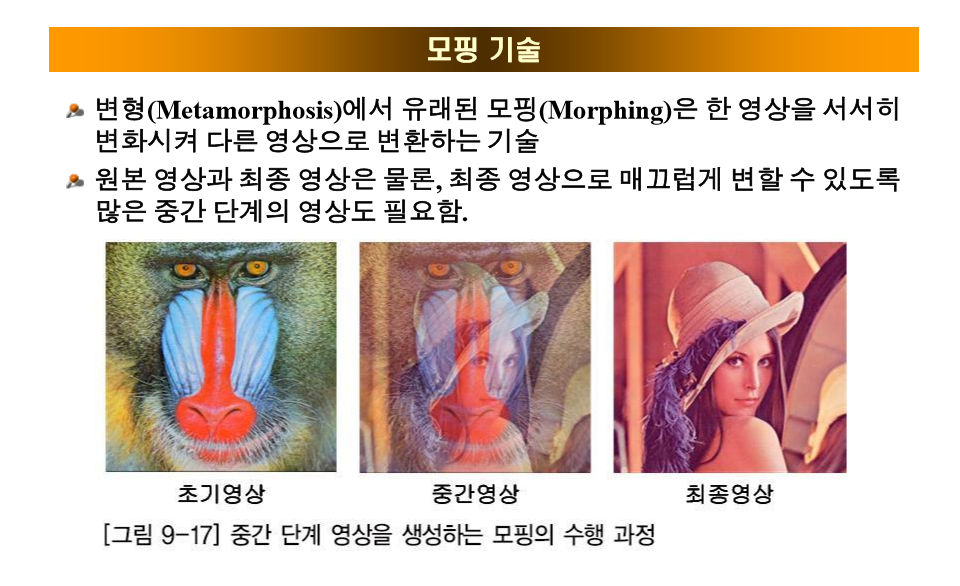 모핑 기술
변형(Metamorphosis)에서 유래된 모핑(Morphing)은 한 영상을 서서히
변화시켜 다른 영상으로 변환하는 기술
원본 영상과 최종 영상은 물론, 최종 영상으로 매끄럽게 변할 수 있도록
많은 중간 단계의 영상도 필요함.
초기영상
중간영상
최종영상
[그림 9-17] 중간 단계 영상을 생성하는 모핑의 수행 과정